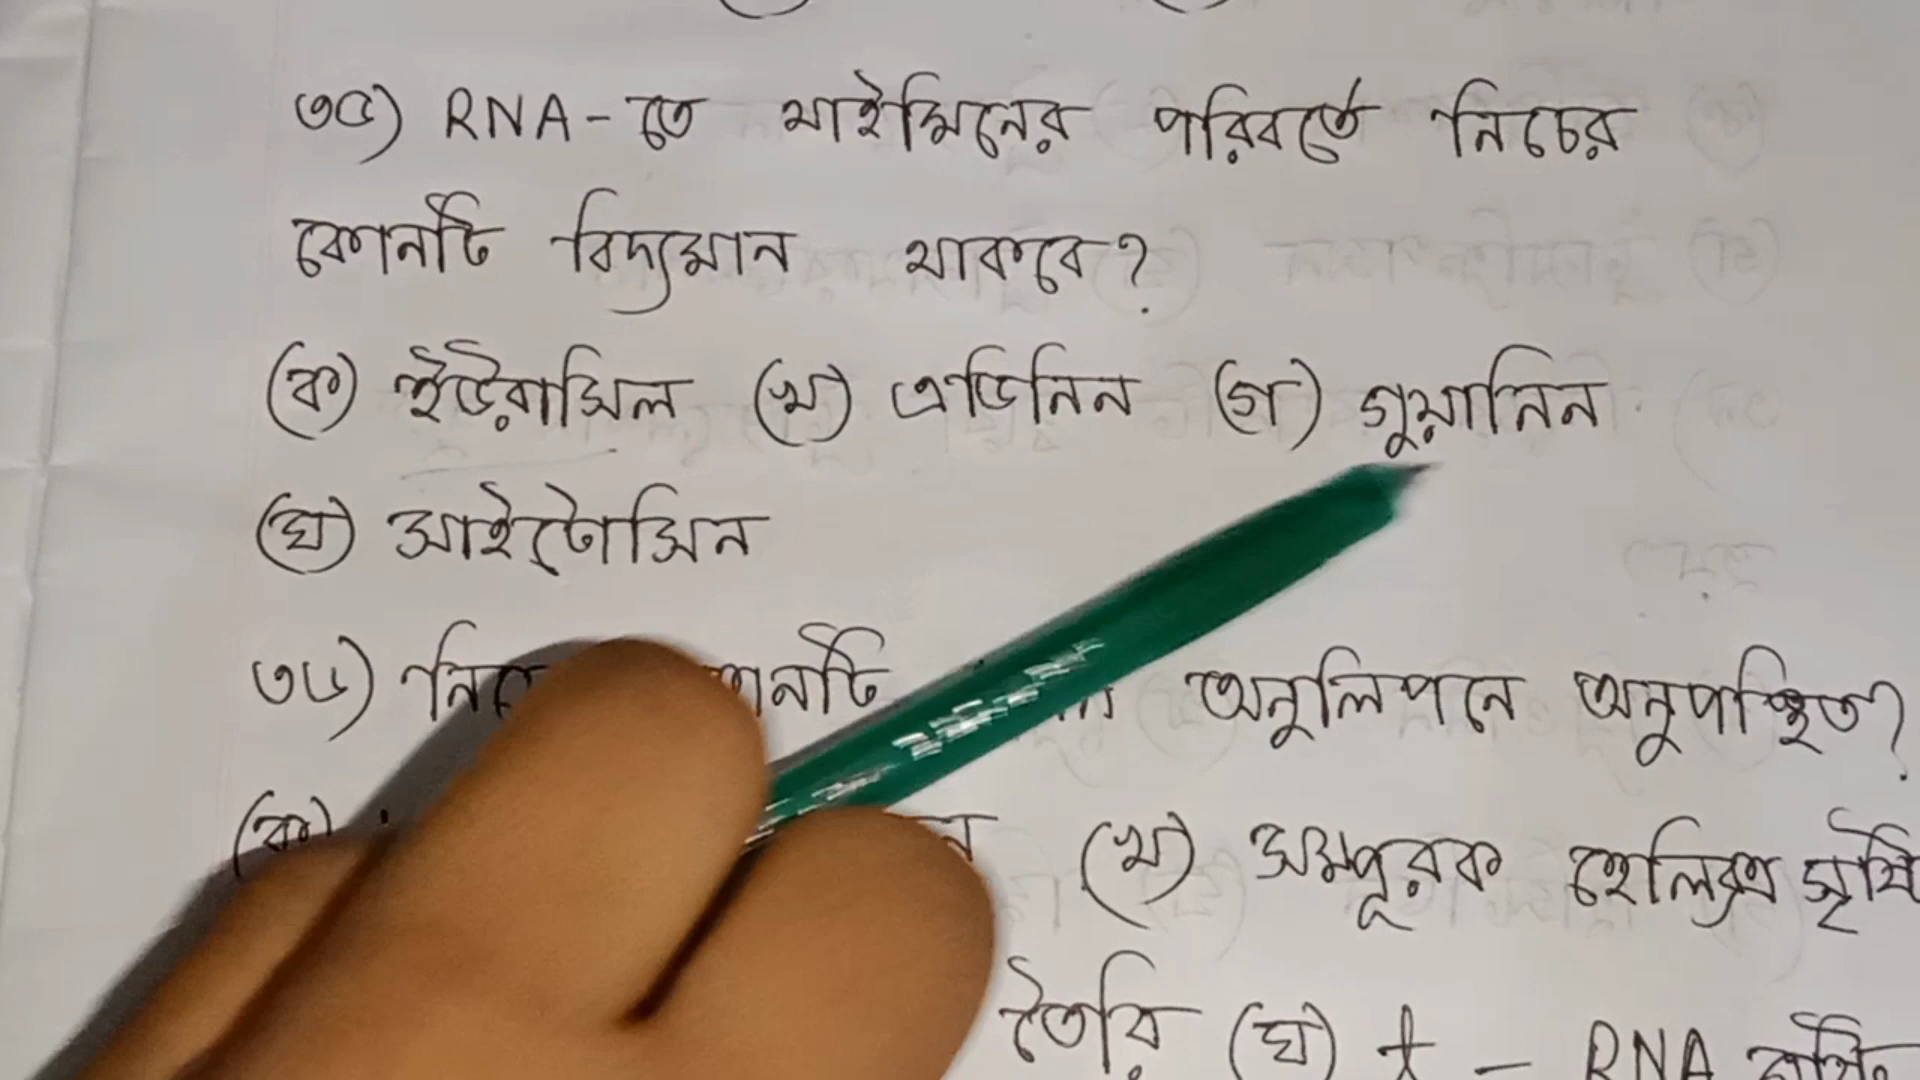 ৩৫) RNA-তে থাইমিনের পরিবর্তে নিচের
কোনটি বিদ্যমান থাকবে?
(ক) ইউরাসিল (খ) এডিনিন (গ) গুয়ানিন
(ঘ) সাইটোসিন
৩৬) কোনটি অনুলিপনে অনুপস্থিত?
(ক) (খ) সম্পূরক হেলিক্স সৃষ্টি
তৈরি (ঘ) t - RNA